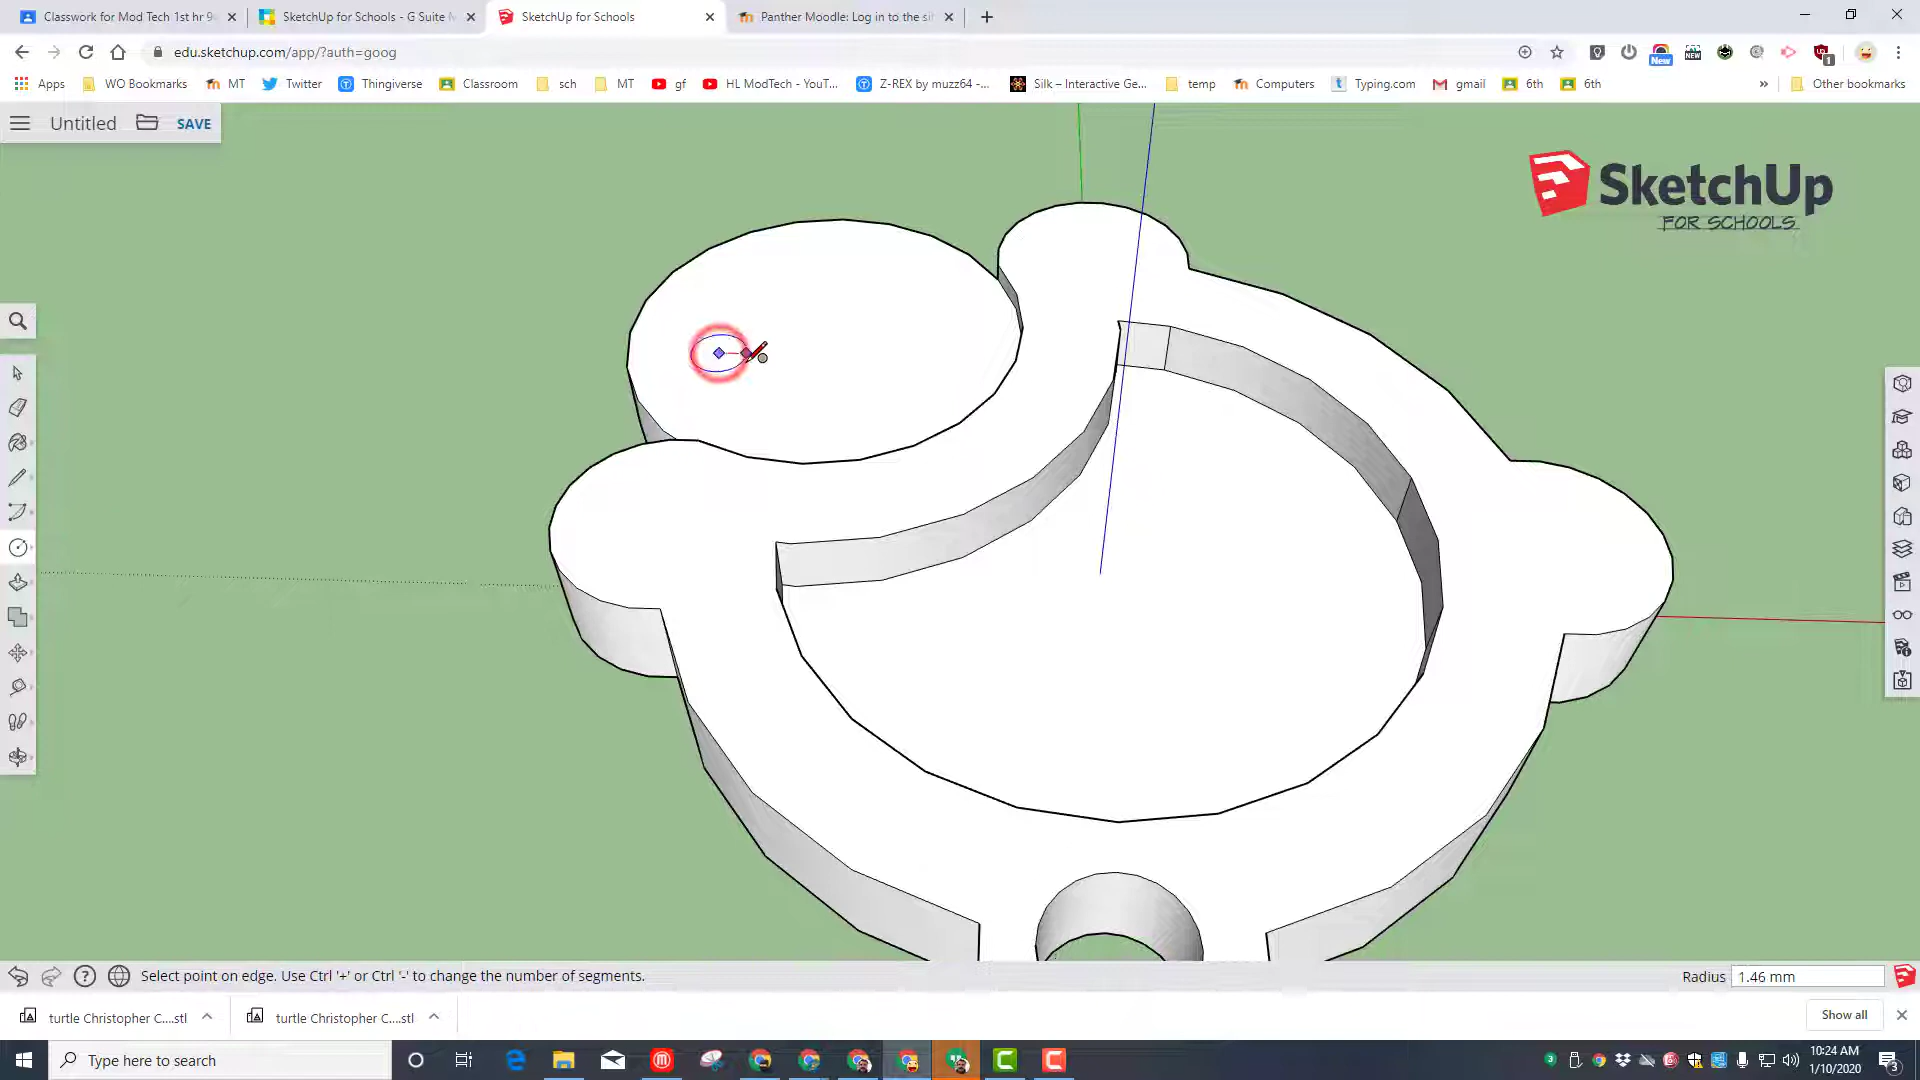 Classwork for Mod Tech 1st hr 9
SketchUp for Schools - G Suite M
SketchUp for Schools
Panther Moodle: Log in to the sit
edu.sketchup.com/app/?auth=goog
New
NEW
1
Apps
WO Bookmarks
MT
Twitter
Thingiverse
Classroom
sch
MT
gf
HL ModTech - YouT...
Z-REX by muzz64 -...
Silk – Interactive Ge...
temp
Computers
Typing.com
gmail
6th
6th
Other bookmarks
Untitled
SAVE
SketchUp
FOR SCHOOLS
Select point on edge. Use Ctrl '+' or Ctrl '-' to change the number of segments.
Radius
1.46 mm
turtle Christopher C....stl
turtle Christopher C....stl
Show all
Type here to search
10:24 AM
1/10/2020
3